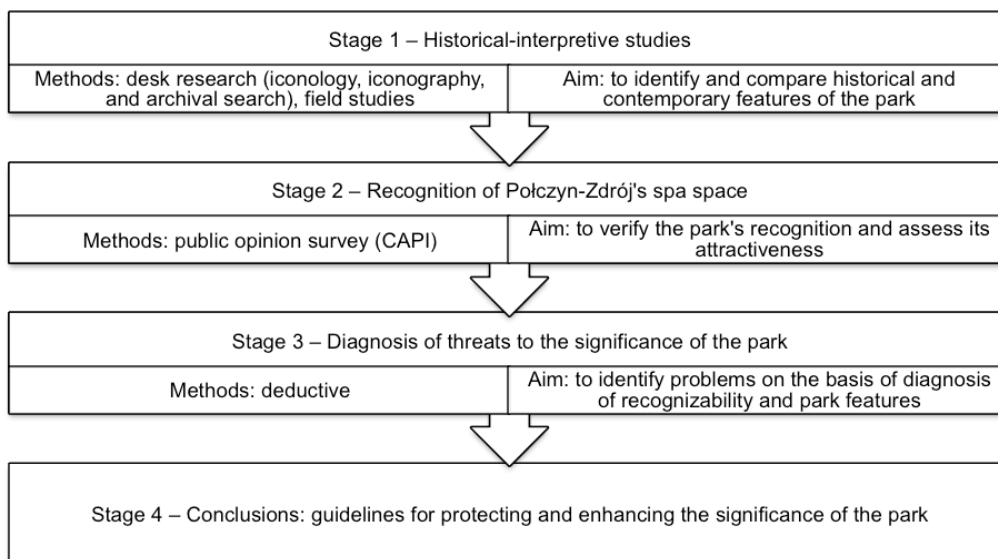 Stage 1 – Historical-interpretive studies
Methods: desk research (iconology, iconography,
and archival search), field studies
Aim: to identify and compare historical and
contemporary features of the park
Stage 2 – Recognition of Połczyn-Zdrój's spa space
Methods: public opinion survey (CAPI)
Aim: to verify the park's recognition and assess its
attractiveness
Stage 3 – Diagnosis of threats to the significance of the park
Methods: deductive
Aim: to identify problems on the basis of diagnosis
of recognizability and park features
Stage 4 – Conclusions: guidelines for protecting and enhancing the significance of the park